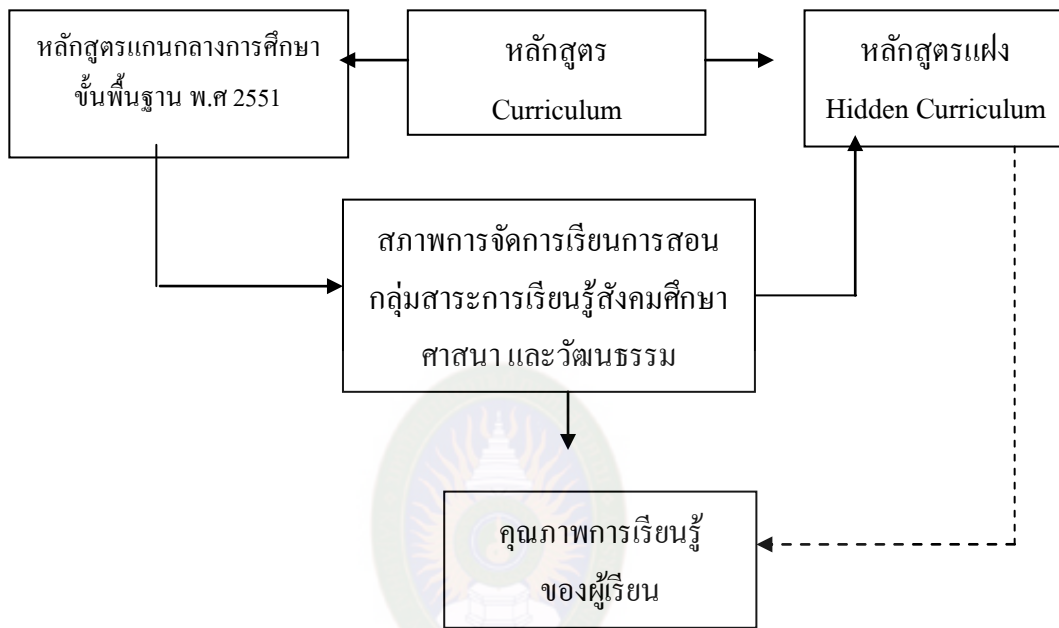 หลักสูตรแกนกลางการศึกษา
ขั้นพื้นฐาน พ.ศ 2551
หลักสูตร
Curriculum
หลักสูตรแฝง
Hidden Curriculum
สภาพการจัดการเรียนการสอน
กลุ่มสาระการเรียนรู้สังคมศึกษา
ศาสนา และวัฒนธรรม
คุณภาพการเรียนรู้
ของผู้เรียน